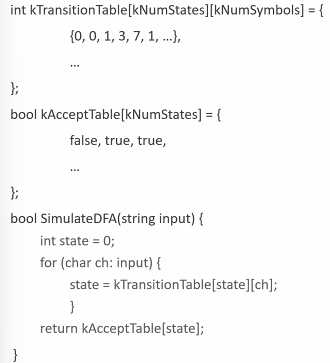 int kTransitionTable[kNumStates][kNumSymbols] = {
{0, 0, 1, 3, 7, 1, …},
…
};
bool kAcceptTable[kNumStates] = {
false, true, true,
…
};
bool SimulateDFA(string input) {
int state = 0;
for (char ch: input) {
state = kTransitionTable[state][ch];
}
return kAcceptTable[state];
}